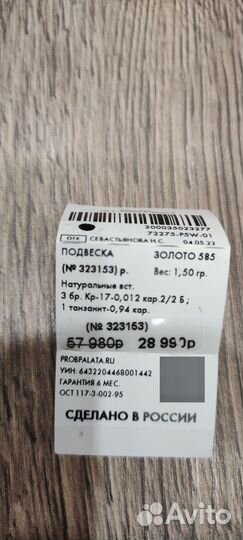 200035023277
72275-P5W-01
ОТК СЕВАСТЬЯНОВА Н.С. 04.05.22
ПОДВЕСКА ЗОЛОТО 585
(№ 323153) р. Вес: 1,50 гр.
Натуральные вст.
3 бр. Кр-17-0,012 кар.2/2 Б ;
1 танзанит-0,94 кар.
(№ 323153)
57 980р 28 990р
PROBPALATA.RU
УИН: 6432204468001442
ГАРАНТИЯ 6 МЕС.
ОСТ 117-3-002-95
СДЕЛАНО В РОССИИ
Avito